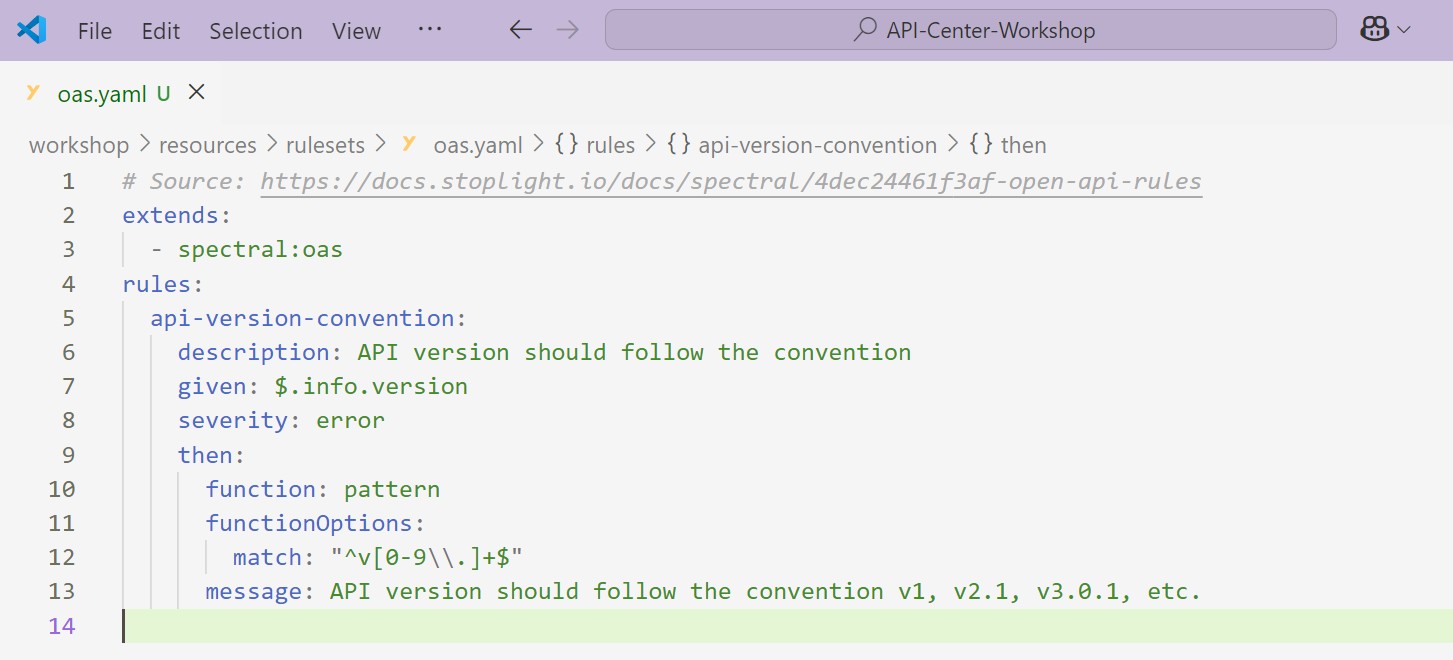 File Edit Selection View ··· API-Center-Workshop
oas.yaml U
workshop > resources > rulesets > oas.yaml > {} rules > {} api-version-convention > {} then
1 # Source: https://docs.stoplight.io/docs/spectral/4dec24461f3af-open-api-rules
2 extends:
3   - spectral:oas
4 rules:
5   api-version-convention:
6     description: API version should follow the convention
7     given: $.info.version
8     severity: error
9     then:
10       function: pattern
11       functionOptions:
12         match: "^v[0-9\\.]+$"
13       message: API version should follow the convention v1, v2.1, v3.0.1, etc.
14